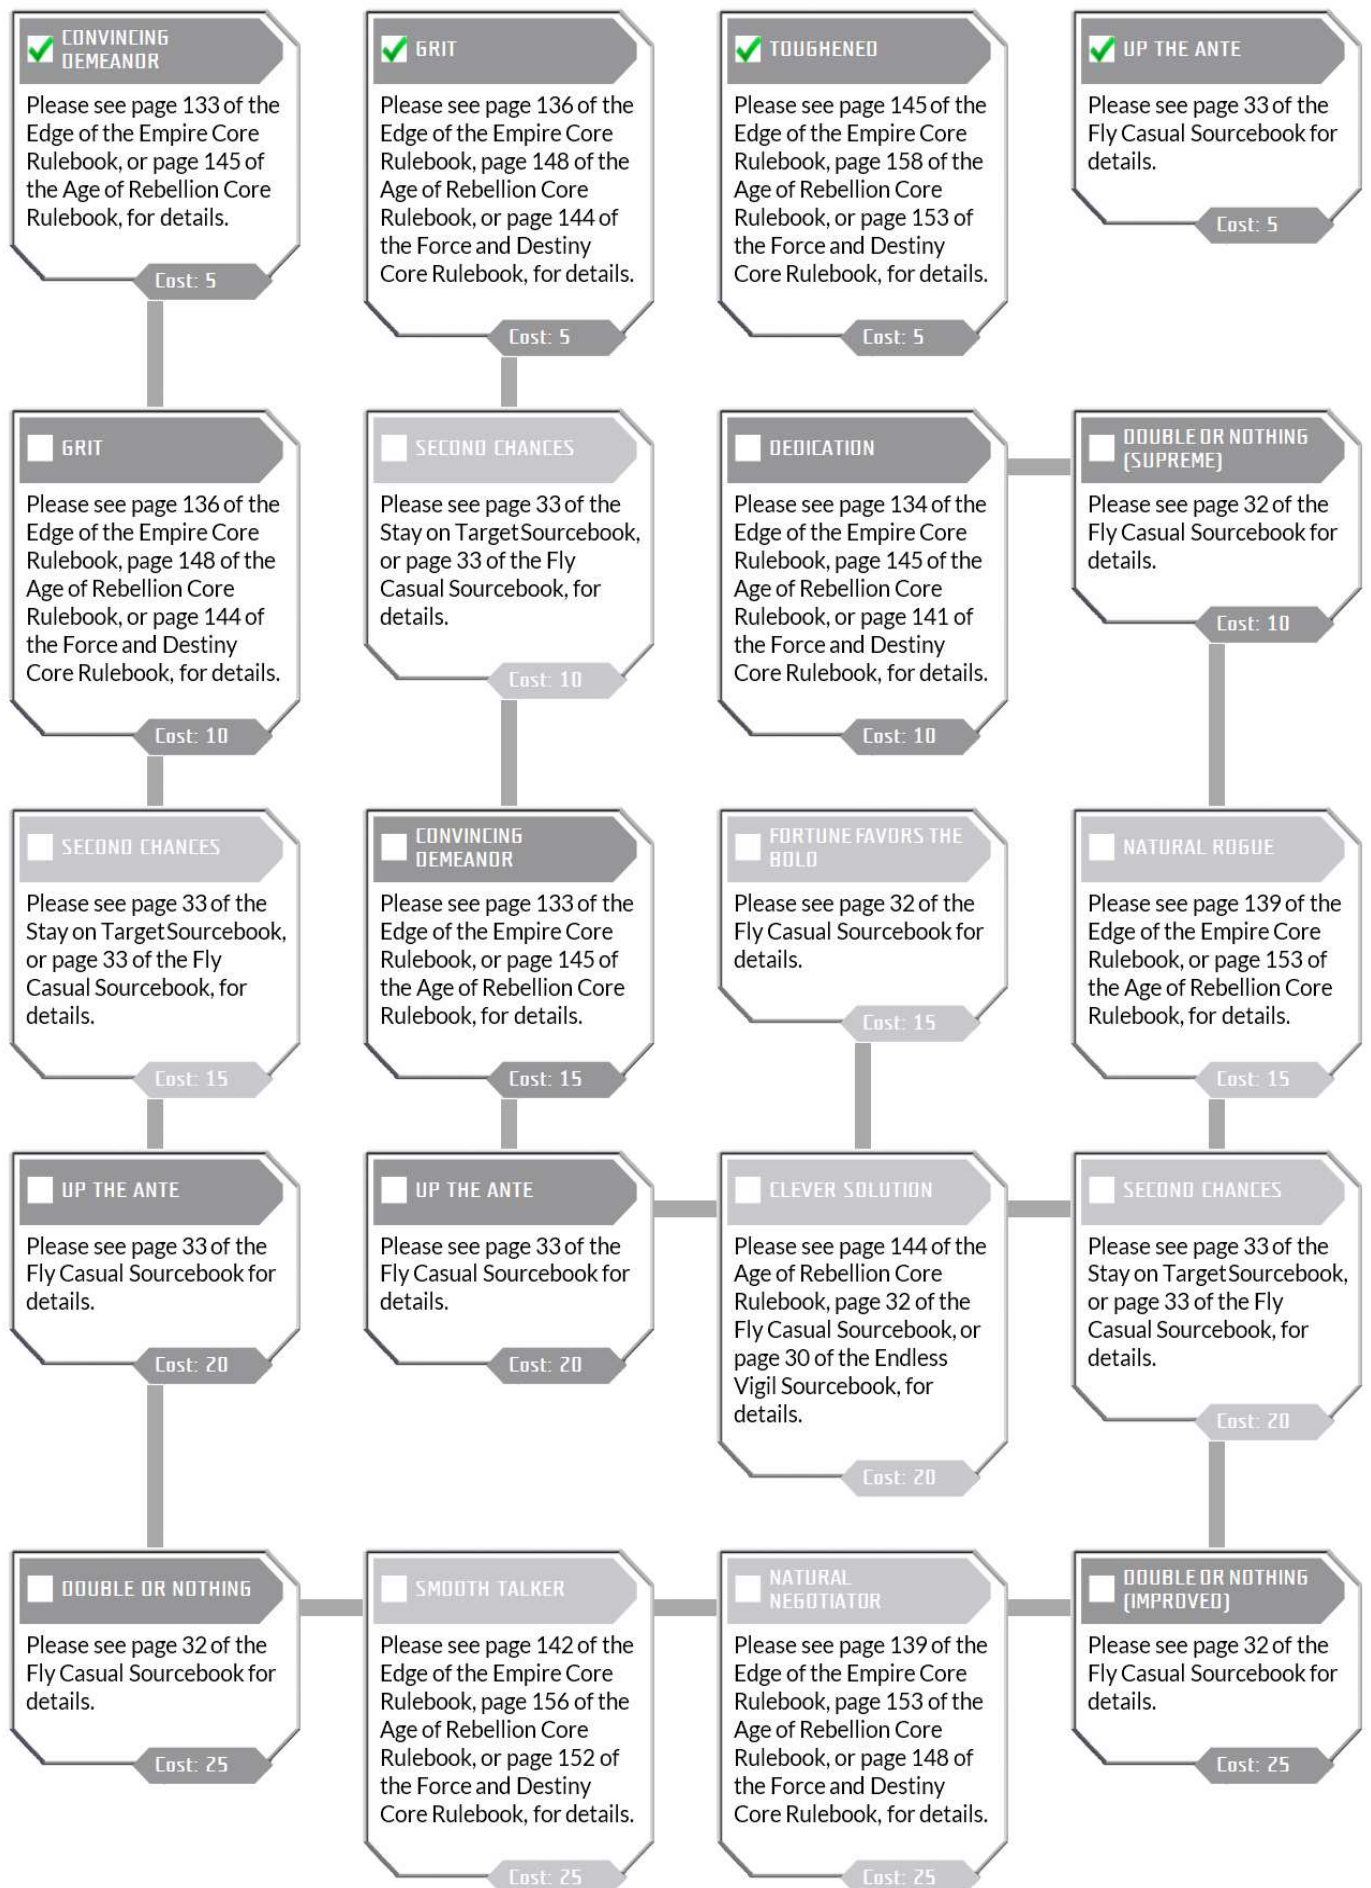 CONVINCING
DEMEANOR
Please see page 133 of the
Edge of the Empire Core
Rulebook, or page 145 of
the Age of Rebellion Core
Rulebook, for details.
Cost: 5
GRIT
Please see page 136 of the
Edge of the Empire Core
Rulebook, page 148 of the
Age of Rebellion Core
Rulebook, or page 144 of
the Force and Destiny
Core Rulebook, for details.
Cost: 5
TOUGHENED
Please see page 145 of the
Edge of the Empire Core
Rulebook, page 158 of the
Age of Rebellion Core
Rulebook, or page 153 of
the Force and Destiny
Core Rulebook, for details.
Cost: 5
UP THE ANTE
Please see page 33 of the
Fly Casual Sourcebook for
details.
Cost: 5
GRIT
Please see page 136 of the
Edge of the Empire Core
Rulebook, page 148 of the
Age of Rebellion Core
Rulebook, or page 144 of
the Force and Destiny
Core Rulebook, for details.
Cost: 10
SECOND CHANCES
Please see page 33 of the
Stay on Target Sourcebook,
or page 33 of the Fly
Casual Sourcebook, for
details.
Cost: 10
DEDICATION
Please see page 134 of the
Edge of the Empire Core
Rulebook, page 145 of the
Age of Rebellion Core
Rulebook, or page 141 of
the Force and Destiny
Core Rulebook, for details.
Cost: 10
DOUBLE OR NOTHING
(SUPREME)
Please see page 32 of the
Fly Casual Sourcebook for
details.
Cost: 10
SECOND CHANCES
Please see page 33 of the
Stay on Target Sourcebook,
or page 33 of the Fly
Casual Sourcebook, for
details.
Cost: 15
CONVINCING
DEMEANOR
Please see page 133 of the
Edge of the Empire Core
Rulebook, or page 145 of
the Age of Rebellion Core
Rulebook, for details.
Cost: 15
FORTUNE FAVORS THE
BOLD
Please see page 32 of the
Fly Casual Sourcebook for
details.
Cost: 15
NATURAL ROGUE
Please see page 139 of the
Edge of the Empire Core
Rulebook, or page 153 of
the Age of Rebellion Core
Rulebook, for details.
Cost: 15
UP THE ANTE
Please see page 33 of the
Fly Casual Sourcebook for
details.
Cost: 20
UP THE ANTE
Please see page 33 of the
Fly Casual Sourcebook for
details.
Cost: 20
CLEVER SOLUTION
Please see page 144 of the
Age of Rebellion Core
Rulebook, page 32 of the
Fly Casual Sourcebook, or
page 30 of the Endless
Vigil Sourcebook, for
details.
Cost: 20
SECOND CHANCES
Please see page 33 of the
Stay on Target Sourcebook,
or page 33 of the Fly
Casual Sourcebook, for
details.
Cost: 20
DOUBLE OR NOTHING
Please see page 32 of the
Fly Casual Sourcebook for
details.
Cost: 25
SMOOTH TALKER
Please see page 142 of the
Edge of the Empire Core
Rulebook, page 156 of the
Age of Rebellion Core
Rulebook, or page 152 of
the Force and Destiny
Core Rulebook, for details.
Cost: 25
NATURAL
NEGOTIATOR
Please see page 139 of the
Edge of the Empire Core
Rulebook, page 153 of the
Age of Rebellion Core
Rulebook, or page 148 of
the Force and Destiny
Core Rulebook, for details.
Cost: 25
DOUBLE OR NOTHING
(IMPROVED)
Please see page 32 of the
Fly Casual Sourcebook for
details.
Cost: 25